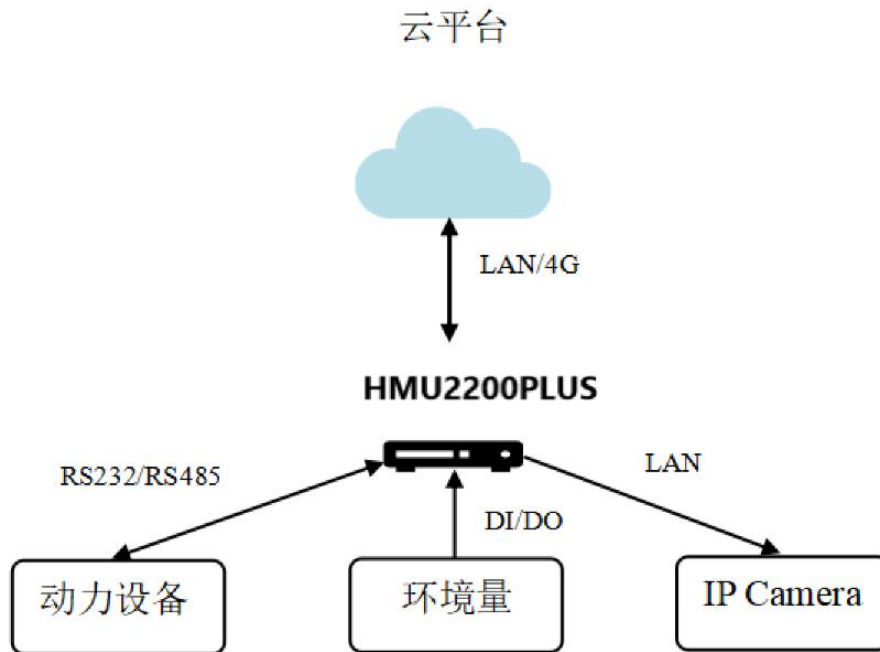 云平台
LAN/4G
HMU2200PLUS
RS232/RS485
LAN
DI/DO
动力设备
环境量
IP Camera